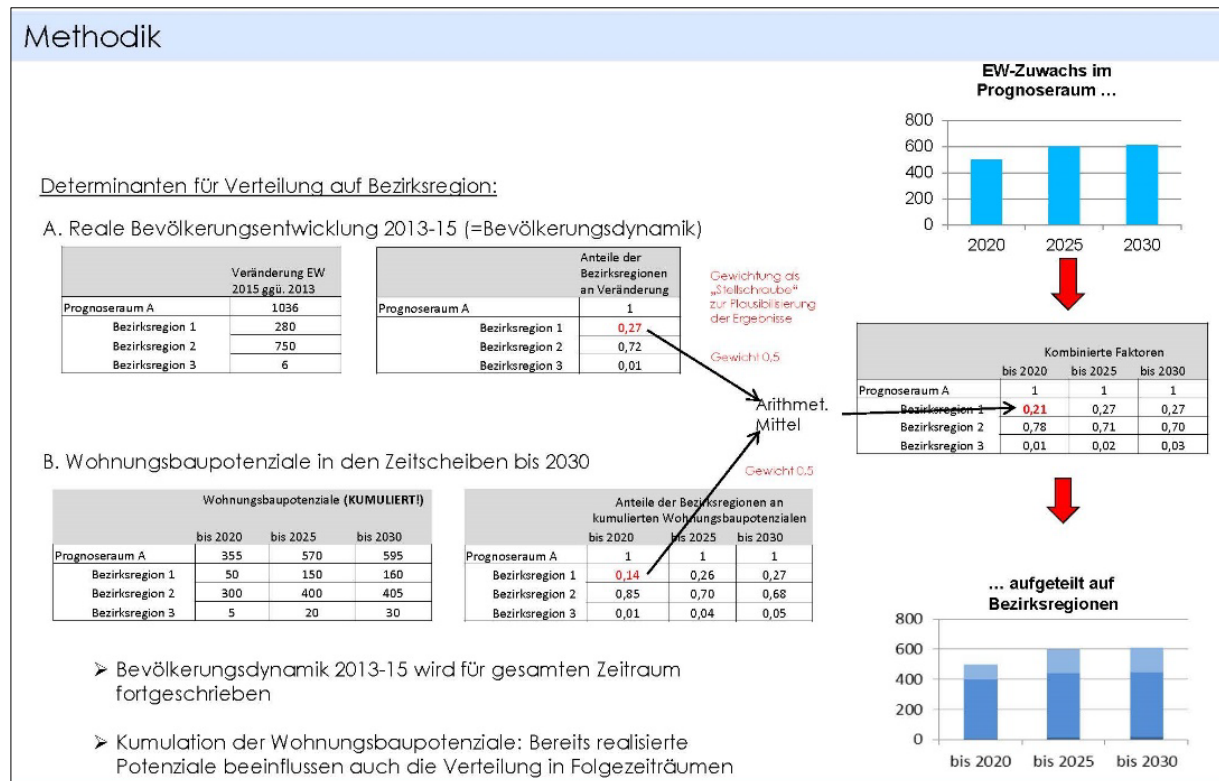 Methodik
Determinanten für Verteilung auf Bezirksregion:
A. Reale Bevölkerungsentwicklung 2013-15 (=Bevölkerungsdynamik)
Veränderung EW
2015 ggü. 2013
Prognoseraum A 1036
Bezirksregion 1 280
Bezirksregion 2 750
Bezirksregion 3 6
Anteile der
Bezirksregionen
an Veränderung
Prognoseraum A 1
Bezirksregion 1 0,27
Bezirksregion 2 0,72
Bezirksregion 3 0,01
Gewichtung als
„Stellschraube"
zur Plausibilisierung
der Ergebnisse
Gewicht 0,5
Arithmet.
Mittel
Gewicht 0,5
B. Wohnungsbaupotenziale in den Zeitscheiben bis 2030
Wohnungsbaupotenziale (KUMULIERT!)
bis 2020 bis 2025 bis 2030
Prognoseraum A 355 570 595
Bezirksregion 1 50 150 160
Bezirksregion 2 300 400 405
Bezirksregion 3 5 20 30
Anteile der Bezirksregionen an
kumulierten Wohnungsbaupotenzialen
bis 2020 bis 2025 bis 2030
Prognoseraum A 1 1 1
Bezirksregion 1 0,14 0,26 0,27
Bezirksregion 2 0,85 0,70 0,68
Bezirksregion 3 0,01 0,04 0,05
➢ Bevölkerungsdynamik 2013-15 wird für gesamten Zeitraum
fortgeschrieben
➢ Kumulation der Wohnungsbaupotenziale: Bereits realisierte
Potenziale beeinflussen auch die Verteilung in Folgezeiträumen
EW-Zuwachs im
Prognoseraum ...
800
600
400
200
0
2020 2025 2030
Kombinierte Faktoren
bis 2020 bis 2025 bis 2030
Prognoseraum A 1 1 1
Bezirksregion 1 0,21 0,27 0,27
Bezirksregion 2 0,78 0,71 0,70
Bezirksregion 3 0,01 0,02 0,03
... aufgeteilt auf
Bezirksregionen
800
600
400
200
0
bis 2020 bis 2025 bis 2030